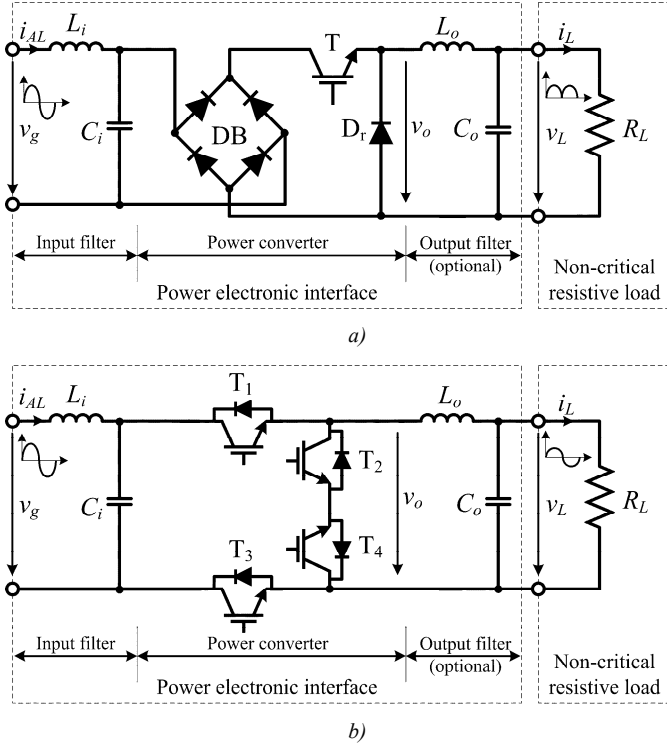 i_AL L_i T L_o i_L
v_g C_i DB D_r v_o C_o v_L R_L
Input filter Power converter Output filter
(optional)
Power electronic interface
Non-critical
resistive load
a)
i_AL L_i T_1 L_o i_L
T_2
v_g C_i v_o C_o v_L R_L
T_3 T_4
Input filter Power converter Output filter
(optional)
Power electronic interface
Non-critical
resistive load
b)